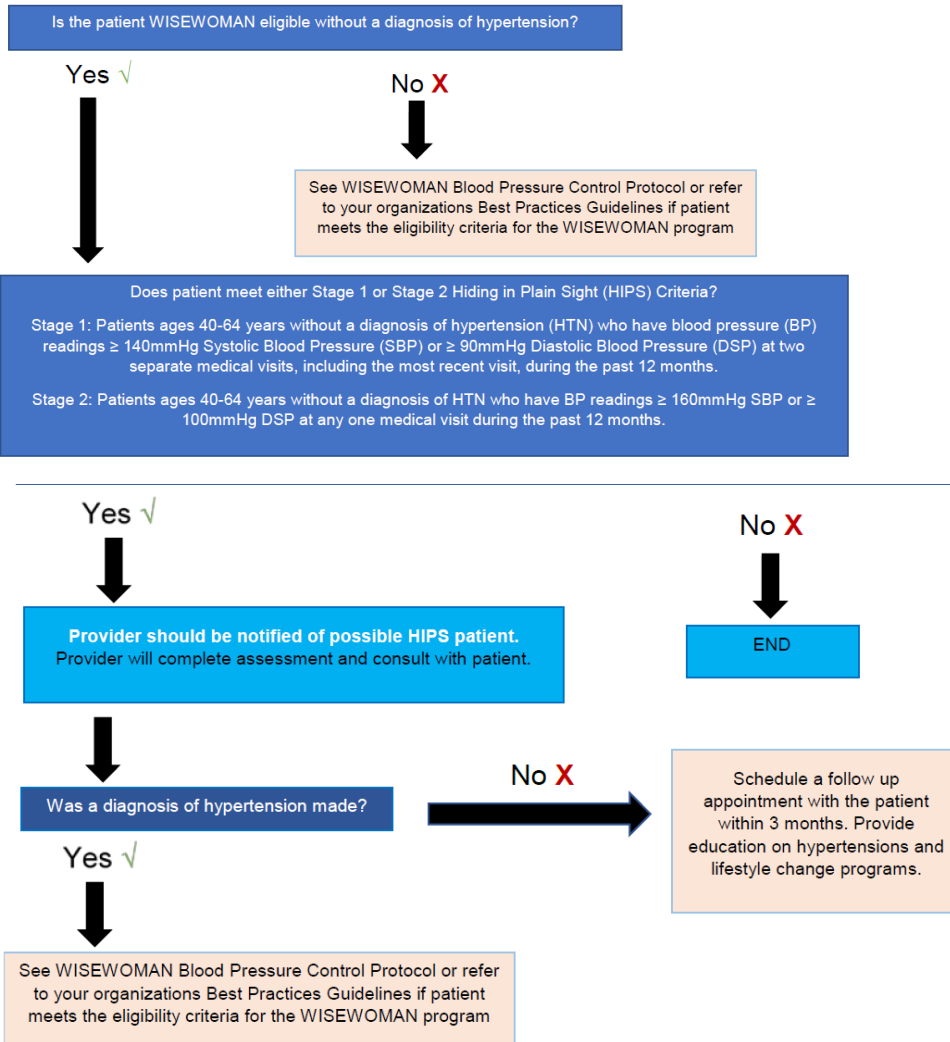 Is the patient WISEWOMAN eligible without a diagnosis of hypertension?
Yes √
No X
See WISEWOMAN Blood Pressure Control Protocol or refer
to your organizations Best Practices Guidelines if patient
meets the eligibility criteria for the WISEWOMAN program
Does patient meet either Stage 1 or Stage 2 Hiding in Plain Sight (HIPS) Criteria?
Stage 1: Patients ages 40-64 years without a diagnosis of hypertension (HTN) who have blood pressure (BP)
readings ≥ 140mmHg Systolic Blood Pressure (SBP) or ≥ 90mmHg Diastolic Blood Pressure (DSP) at two
separate medical visits, including the most recent visit, during the past 12 months.
Stage 2: Patients ages 40-64 years without a diagnosis of HTN who have BP readings ≥ 160mmHg SBP or ≥
100mmHg DSP at any one medical visit during the past 12 months.
Yes √
No X
Provider should be notified of possible HIPS patient.
Provider will complete assessment and consult with patient.
END
Was a diagnosis of hypertension made?
No X
Schedule a follow up
appointment with the patient
within 3 months. Provide
education on hypertensions and
lifestyle change programs.
Yes √
See WISEWOMAN Blood Pressure Control Protocol or refer
to your organizations Best Practices Guidelines if patient
meets the eligibility criteria for the WISEWOMAN program